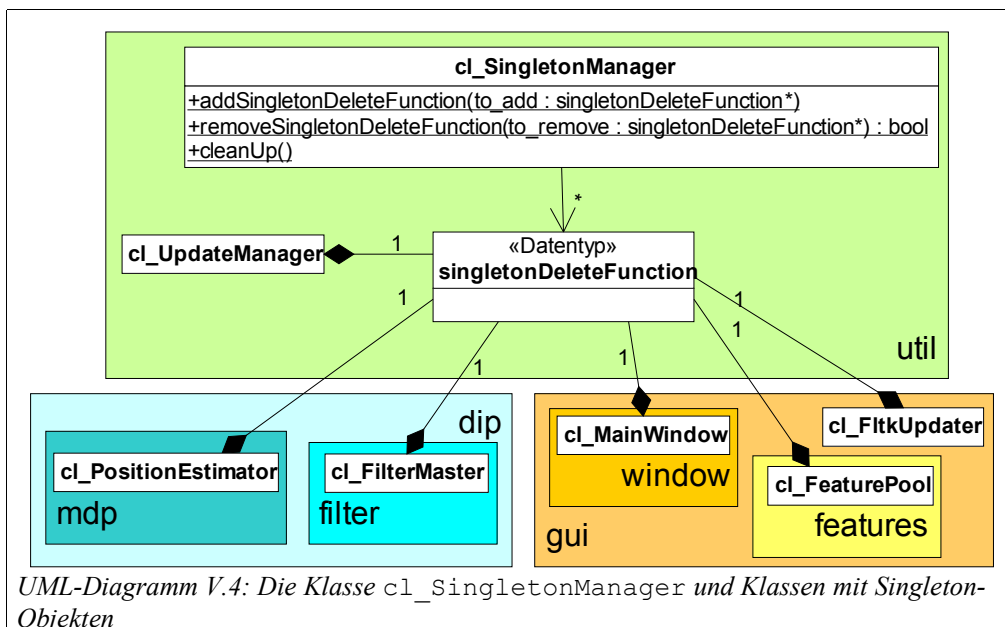 cl_SingletonManager
+addSingletonDeleteFunction(to_add : singletonDeleteFunction*)
+removeSingletonDeleteFunction(to_remove : singletonDeleteFunction*) : bool
+cleanUp()
*
«Datentyp»
singletonDeleteFunction
cl_UpdateManager
1
1
1
1
1
1
util
dip
cl_PositionEstimator
mdp
cl_FilterMaster
filter
cl_MainWindow
window
cl_FltkUpdater
cl_FeaturePool
features
gui
UML-Diagramm V.4: Die Klasse cl_SingletonManager und Klassen mit Singleton-
Objekten